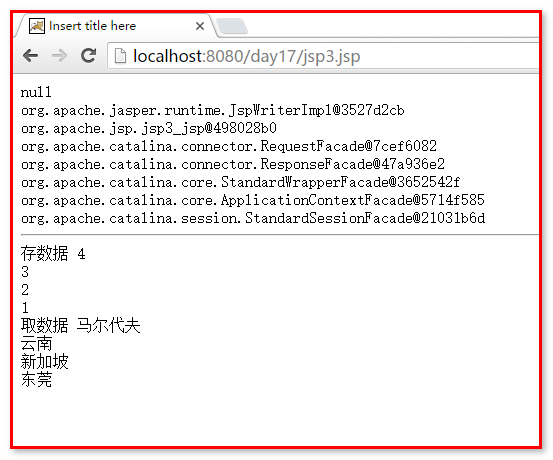 Insert title here
localhost:8080/day17/jsp3.jsp
null
org.apache.jasper.runtime.JspWriterImpl@3527d2cb
org.apache.jsp.jsp3_jsp@498028b0
org.apache.catalina.connector.RequestFacade@7cef6082
org.apache.catalina.connector.ResponseFacade@47a936e2
org.apache.catalina.core.StandardWrapperFacade@3652542f
org.apache.catalina.core.ApplicationContextFacade@5714f585
org.apache.catalina.session.StandardSessionFacade@21031b6d
存数据 4
3
2
1
取数据 马尔代夫
云南
新加坡
东莞